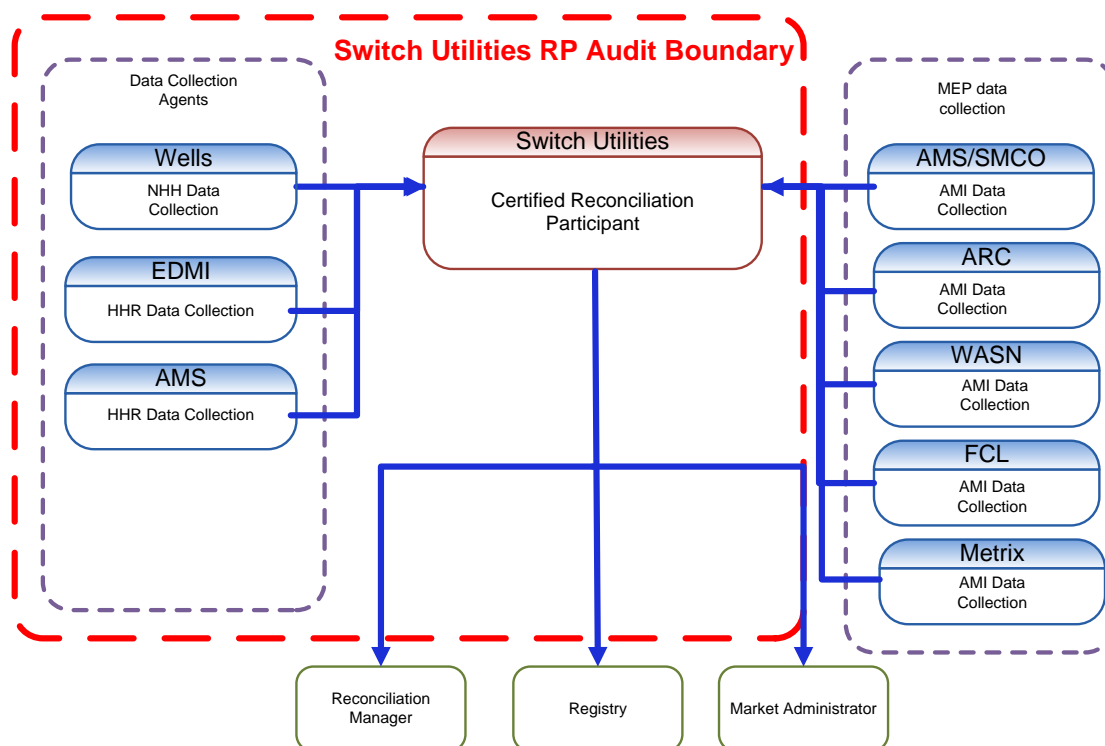 Switch Utilities RP Audit Boundary
Data Collection
Agents
Wells
NHH Data
Collection
EDMI
HHR Data Collection
AMS
HHR Data Collection
Switch Utilities
Certified Reconciliation
Participant
MEP data
collection
AMS/SMCO
AMI Data
Collection
ARC
AMI Data
Collection
WASN
AMI Data
Collection
FCL
AMI Data
Collection
Metrix
AMI Data
Collection
Reconciliation
Manager
Registry
Market Administrator